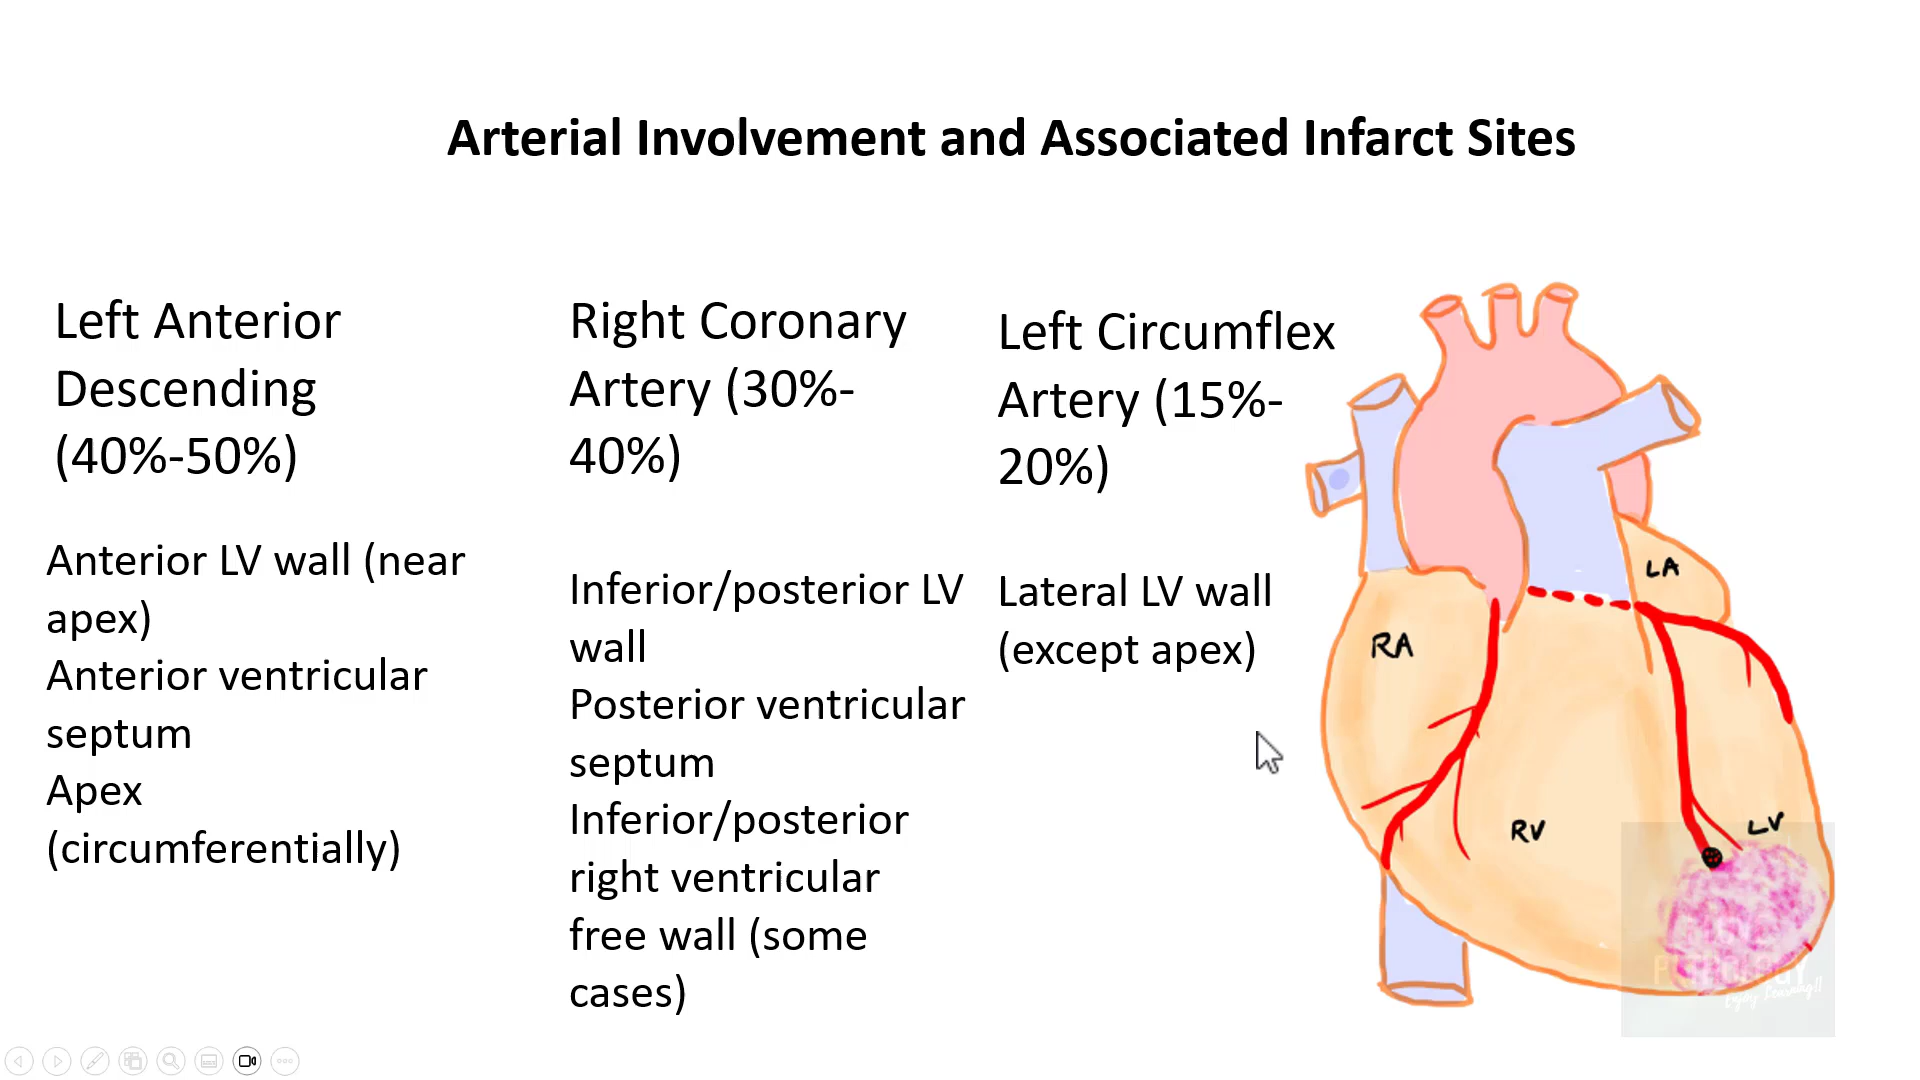 Arterial Involvement and Associated Infarct Sites
Left Anterior
Descending
(40%-50%)
Anterior LV wall (near
apex)
Anterior ventricular
septum
Apex
(circumferentially)
Right Coronary
Artery (30%-
40%)
Inferior/posterior LV
wall
Posterior ventricular
septum
Inferior/posterior
right ventricular
free wall (some
cases)
Left Circumflex
Artery (15%-
20%)
Lateral LV wall
(except apex)
LA
RA
RV
LV
Enjoy Learning!!